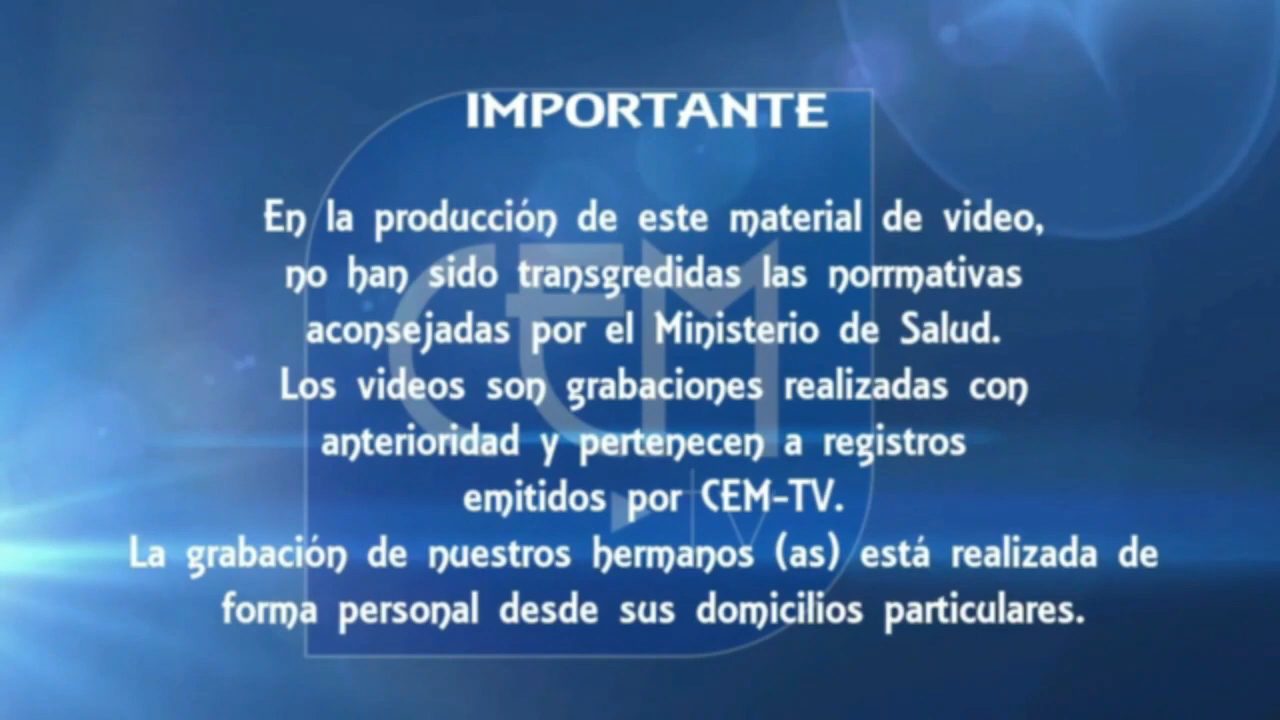 IMPORTANTE
En la producción de este material de video,
no han sido transgredidas las norrmativas
aconsejadas por el Ministerio de Salud.
Los videos son grabaciones realizadas con
anterioridad y pertenecen a registros
emitidos por CEM-TV.
La grabación de nuestros hermanos (as) está realizada de
forma personal desde sus domicilios particulares.
CEM
TV